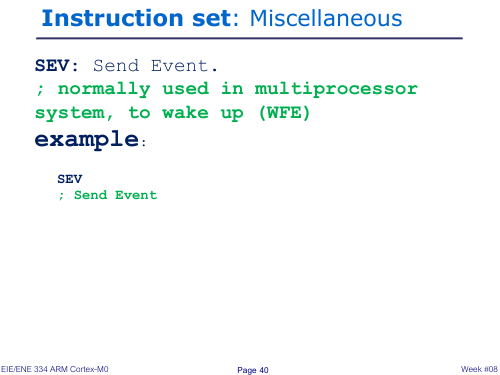 Instruction set: Miscellaneous
SEV: Send Event.
; normally used in multiprocessor
system, to wake up (WFE)
example:
SEV
; Send Event
EIE/ENE 334 ARM Cortex-M0
Page 40
Week #08